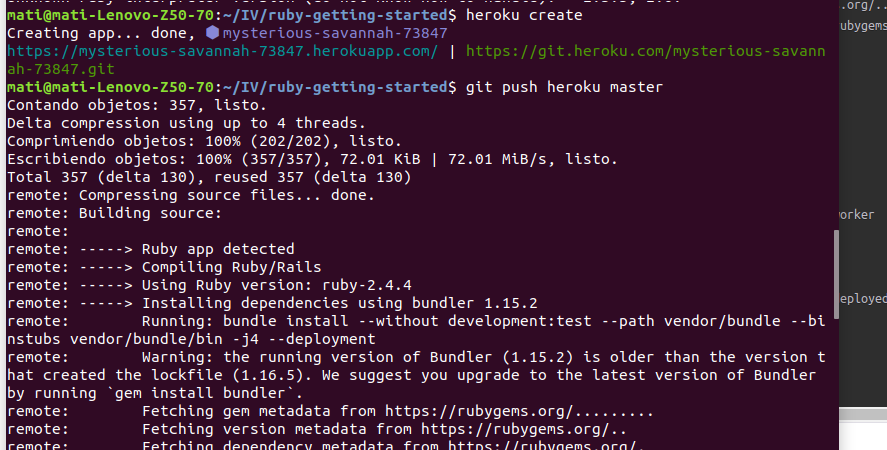 mati@mati-Lenovo-Z50-70:~/IV/ruby-getting-started$ heroku create
Creating app... done, ⬢ mysterious-savannah-73847
https://mysterious-savannah-73847.herokuapp.com/ | https://git.heroku.com/mysterious-savann
ah-73847.git
mati@mati-Lenovo-Z50-70:~/IV/ruby-getting-started$ git push heroku master
Contando objetos: 357, listo.
Delta compression using up to 4 threads.
Comprimiendo objetos: 100% (202/202), listo.
Escribiendo objetos: 100% (357/357), 72.01 KiB | 72.01 MiB/s, listo.
Total 357 (delta 130), reused 357 (delta 130)
remote: Compressing source files... done.
remote: Building source:
remote:
remote: -----> Ruby app detected
remote: -----> Compiling Ruby/Rails
remote: -----> Using Ruby version: ruby-2.4.4
remote: -----> Installing dependencies using bundler 1.15.2
remote:        Running: bundle install --without development:test --path vendor/bundle --bi
nstubs vendor/bundle/bin -j4 --deployment
remote:        Warning: the running version of Bundler (1.15.2) is older than the version t
hat created the lockfile (1.16.5). We suggest you upgrade to the latest version of Bundler
by running `gem install bundler`.
remote:        Fetching gem metadata from https://rubygems.org/.........
remote:        Fetching version metadata from https://rubygems.org/..
remote:        Fetching dependency metadata from https://rubygems.org/.
.org/..
ubygems
orker
eployed